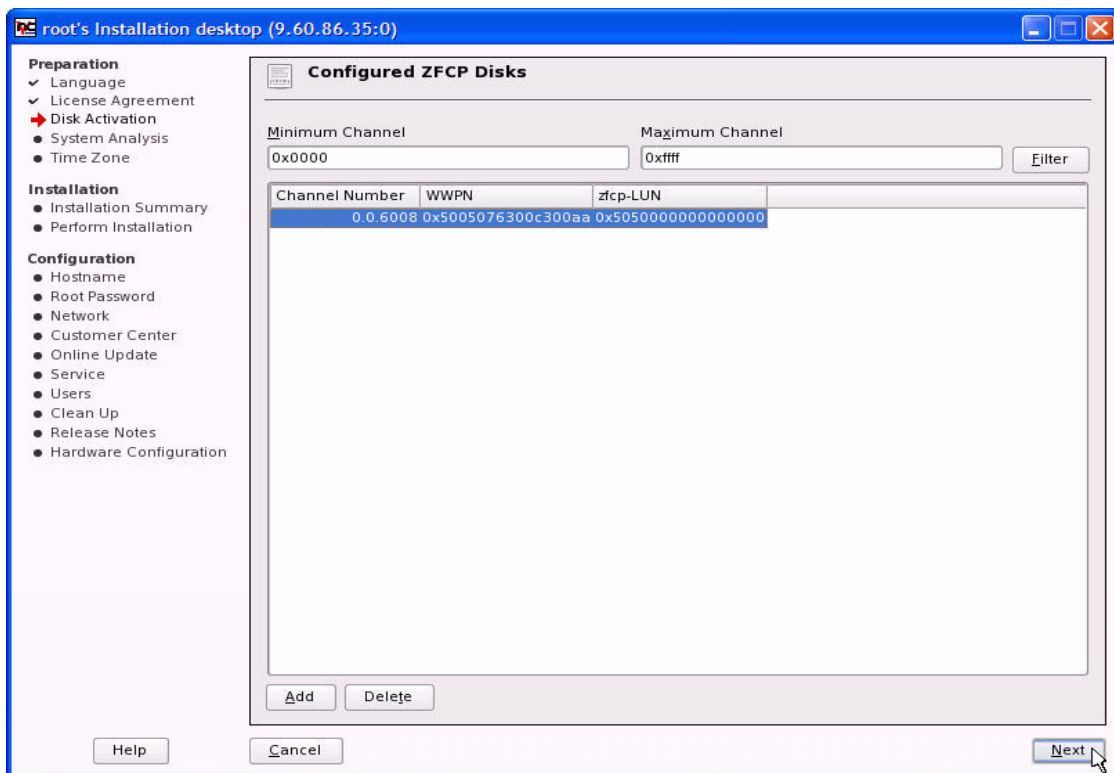 root's Installation desktop (9.60.86.35:0)
Preparation
Language
License Agreement
Disk Activation
System Analysis
Time Zone
Installation
Installation Summary
Perform Installation
Configuration
Hostname
Root Password
Network
Customer Center
Online Update
Service
Users
Clean Up
Release Notes
Hardware Configuration
Configured ZFCP Disks
Minimum Channel Maximum Channel
0x0000 0xffff Filter
Channel Number WWPN zfcp-LUN
0.0.6008 0x5005076300c300aa 0x5050000000000000
Add Delete
Help Cancel Next